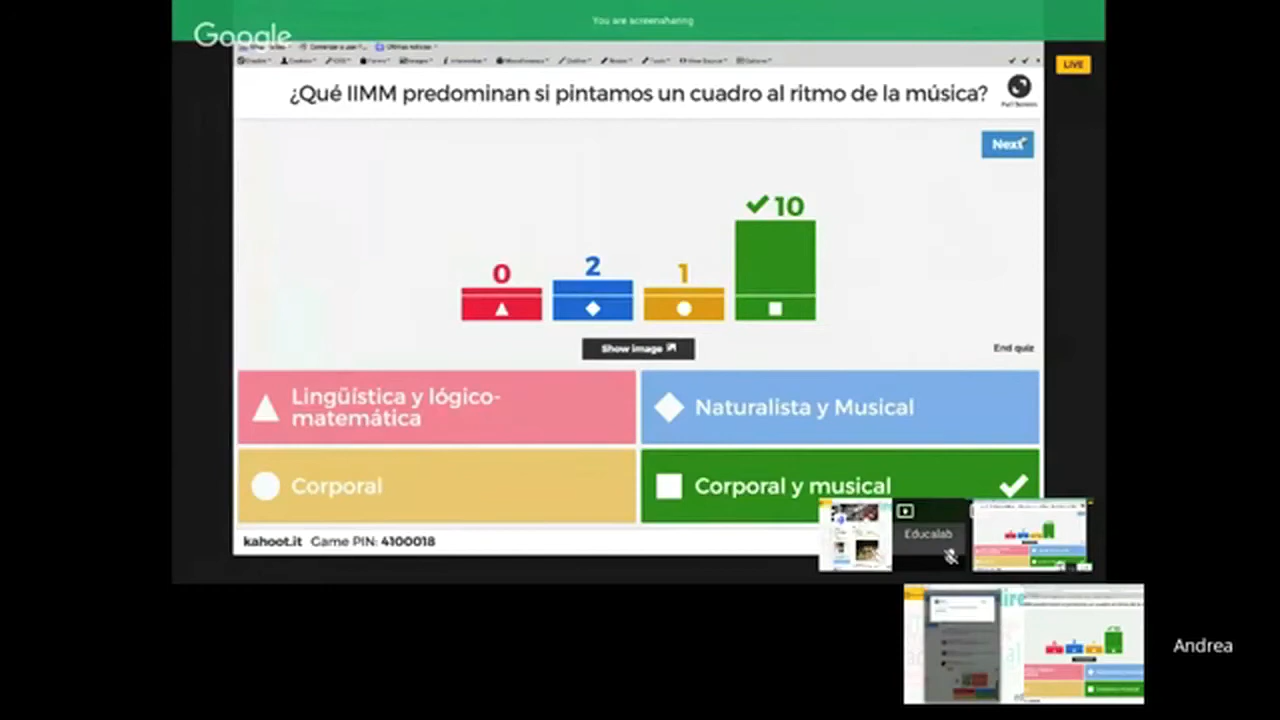 You are screensharing
Google
LIVE
¿Qué IIMM predominan si pintamos un cuadro al ritmo de la música?
Full Screen
Next
0
2
1
10
Show image
End quiz
Lingüística y lógico-
matemática
Naturalista y Musical
Corporal
Corporal y musical
kahoot.it Game PIN: 4100018
Educalab
Andrea